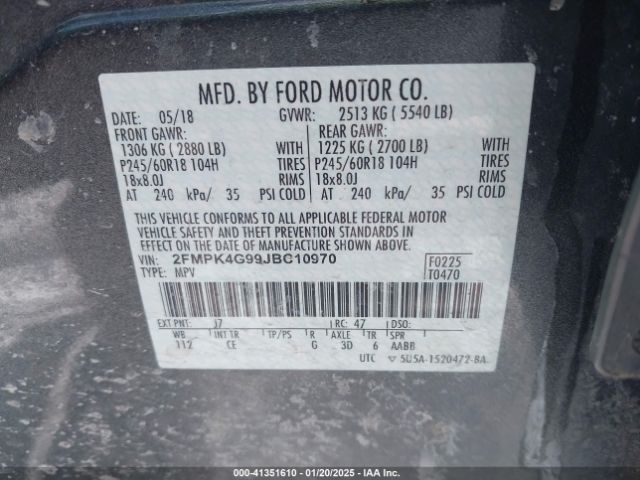 MFD. BY FORD MOTOR CO.
DATE: 05/18 GVWR: 2513 KG ( 5540 LB)
FRONT GAWR: REAR GAWR:
1306 KG ( 2880 LB) WITH 1225 KG ( 2700 LB) WITH
P245/60R18 104H TIRES P245/60R18 104H TIRES
18x8.0J RIMS 18x8.0J RIMS
AT 240 kPa/ 35 PSI COLD AT 240 kPa/ 35 PSI COLD
THIS VEHICLE CONFORMS TO ALL APPLICABLE FEDERAL MOTOR
VEHICLE SAFETY AND THEFT PREVENTION STANDARDS IN
EFFECT ON THE DATE OF MANUFACTURE SHOWN ABOVE.
VIN: 2FMPK4G99JBC10970 F0225
TYPE: MPV T0470
EXT PNT: J7 RC: 47 DSO:
WB INT TR TP/PS R AXLE TR SPR
112 CE G 3D 6 AABB
UTC ▽ 5U5A-1520472-BA
000-41351610 - 01/20/2025 - IAA Inc.